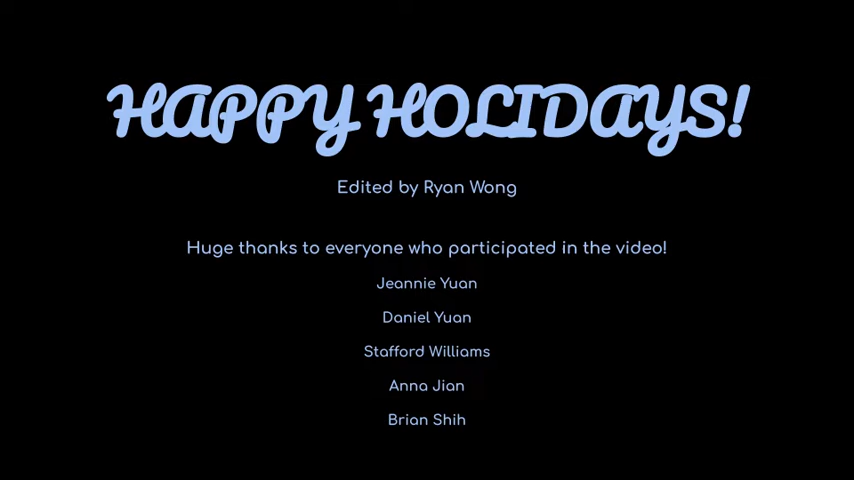 HAPPY HOLIDAYS!
Edited by Ryan Wong
Huge thanks to everyone who participated in the video!
Jeannie Yuan
Daniel Yuan
Stafford Williams
Anna Jian
Brian Shih